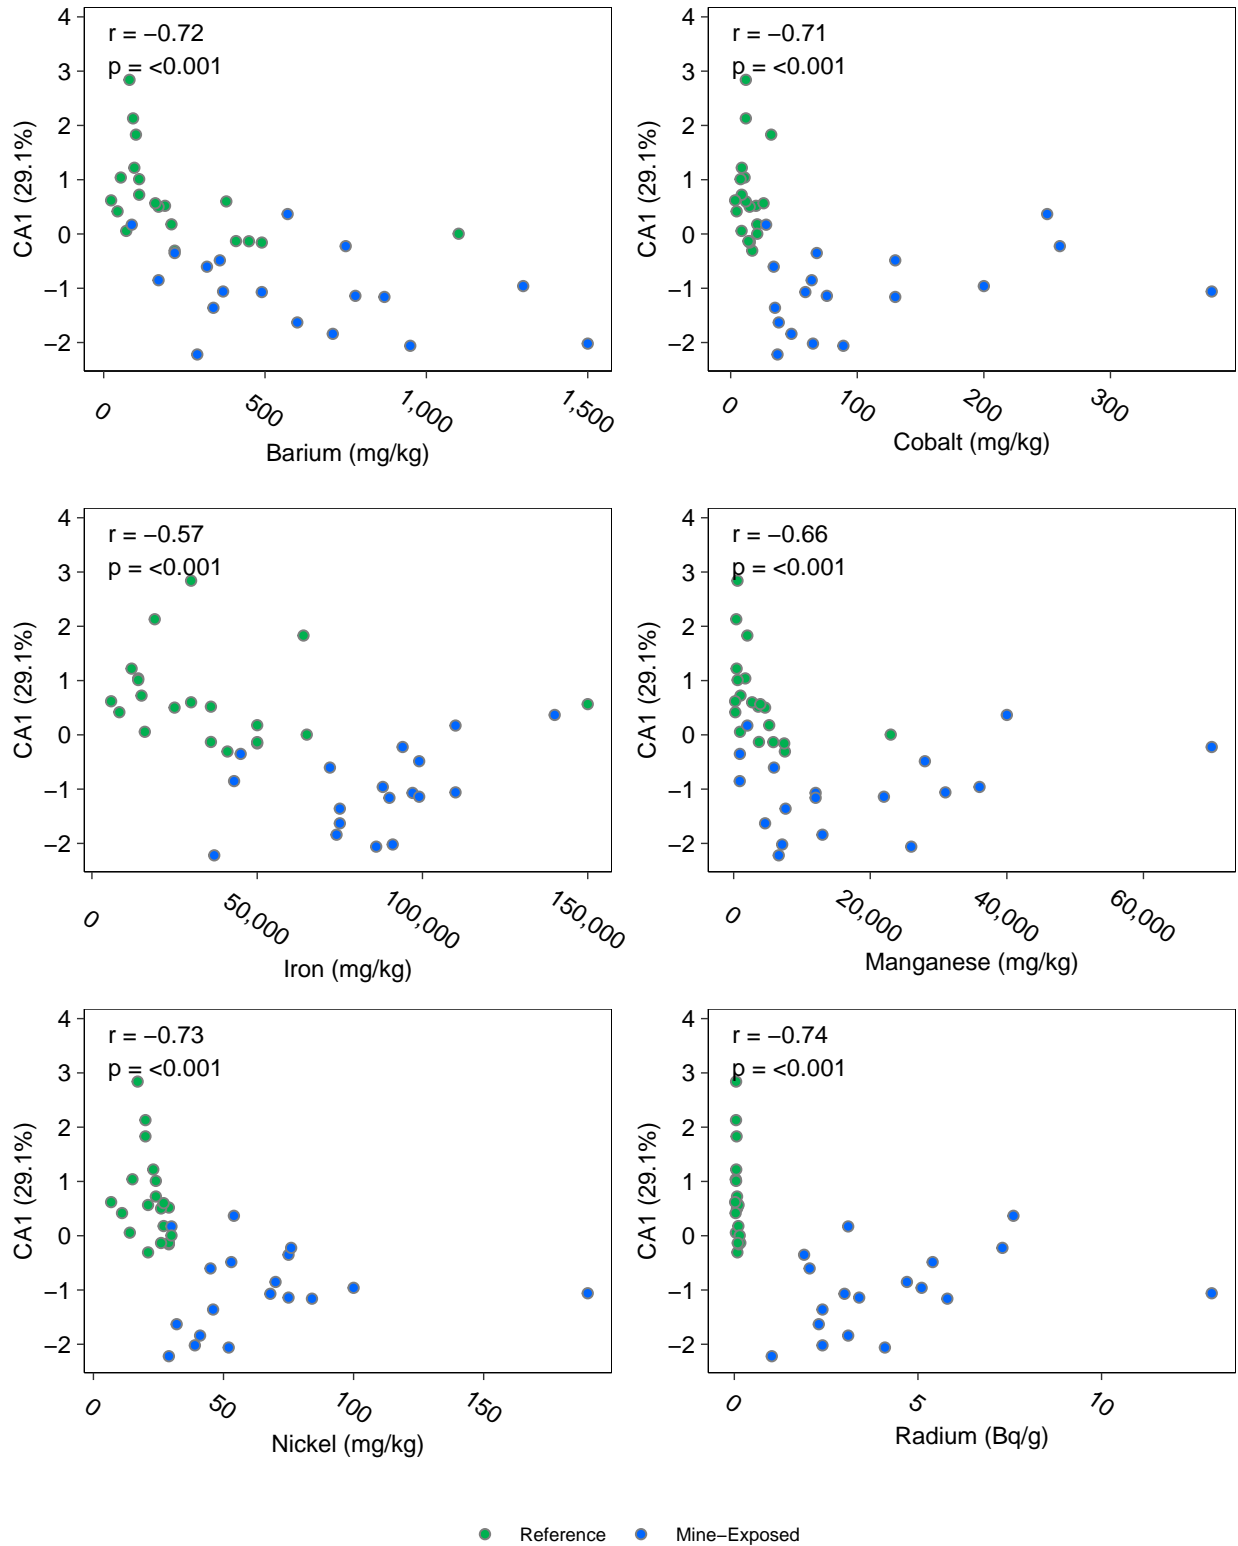 r = −0.72
p = <0.001
4
3
2
1
0
−1
−2
CA1 (29.1%)
0
500
1,000
1,500
Barium (mg/kg)
r = −0.71
p = <0.001
4
3
2
1
0
−1
−2
CA1 (29.1%)
0
100
200
300
Cobalt (mg/kg)
r = −0.57
p = <0.001
4
3
2
1
0
−1
−2
CA1 (29.1%)
0
50,000
100,000
150,000
Iron (mg/kg)
r = −0.66
p = <0.001
4
3
2
1
0
−1
−2
CA1 (29.1%)
0
20,000
40,000
60,000
Manganese (mg/kg)
r = −0.73
p = <0.001
4
3
2
1
0
−1
−2
CA1 (29.1%)
0
50
100
150
Nickel (mg/kg)
r = −0.74
p = <0.001
4
3
2
1
0
−1
−2
CA1 (29.1%)
0
5
10
Radium (Bq/g)
Reference
Mine−Exposed